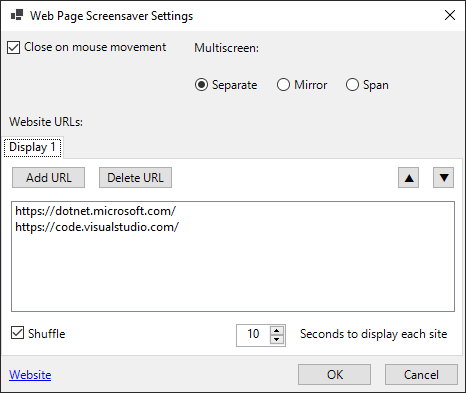 Web Page Screensaver Settings
Close on mouse movement
Multiscreen:
Separate
Mirror
Span
Website URLs:
Display 1
Add URL
Delete URL
https://dotnet.microsoft.com/
https://code.visualstudio.com/
Shuffle
10
Seconds to display each site
Website
OK
Cancel